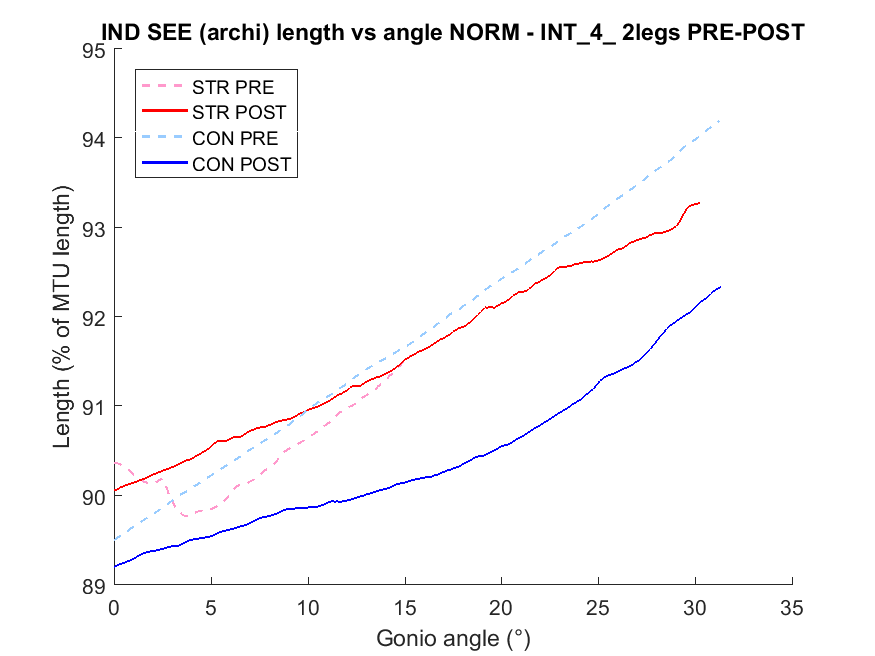 IND SEE (archi) length vs angle NORM - INT_4_ 2legs PRE-POST
95
94
93
92
91
90
89
Length (% of MTU length)
STR PRE
STR POST
CON PRE
CON POST
0 5 10 15 20 25 30 35
Gonio angle (°)